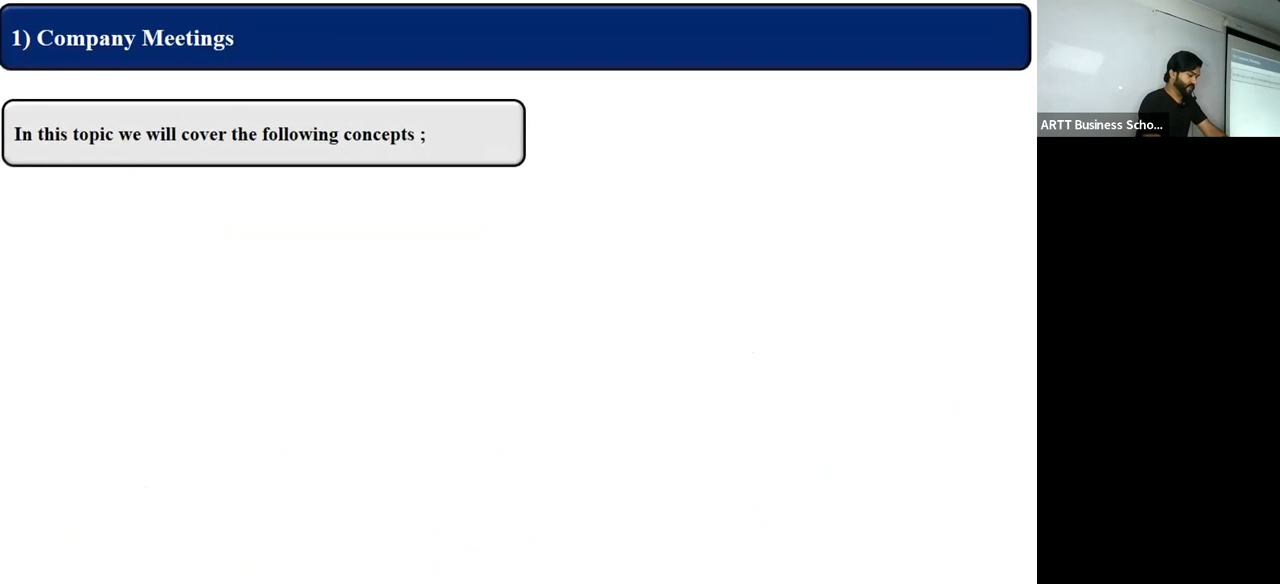 1) Company Meetings
In this topic we will cover the following concepts ;
ARTT Business Scho...